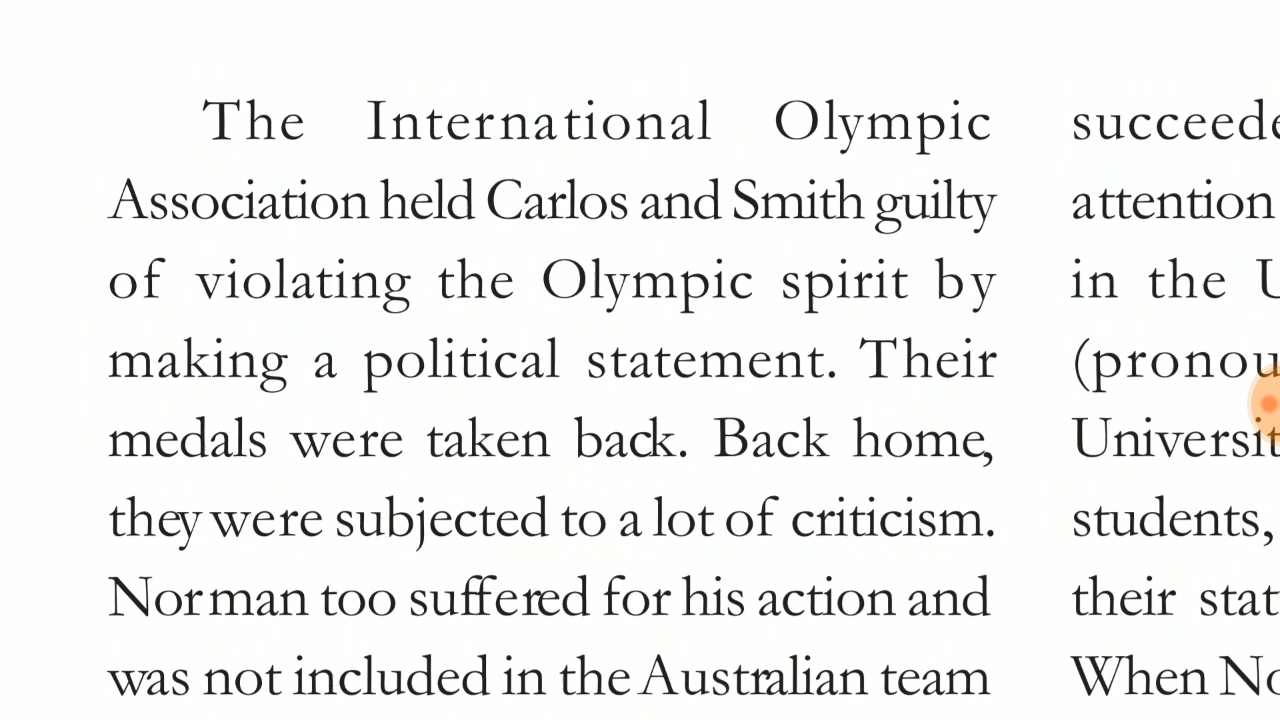 The International Olympic
Association held Carlos and Smith guilty
of violating the Olympic spirit by
making a political statement. Their
medals were taken back. Back home,
they were subjected to a lot of criticism.
Norman too suffered for his action and
was not included in the Australian team
attention
in the
students,
their
When